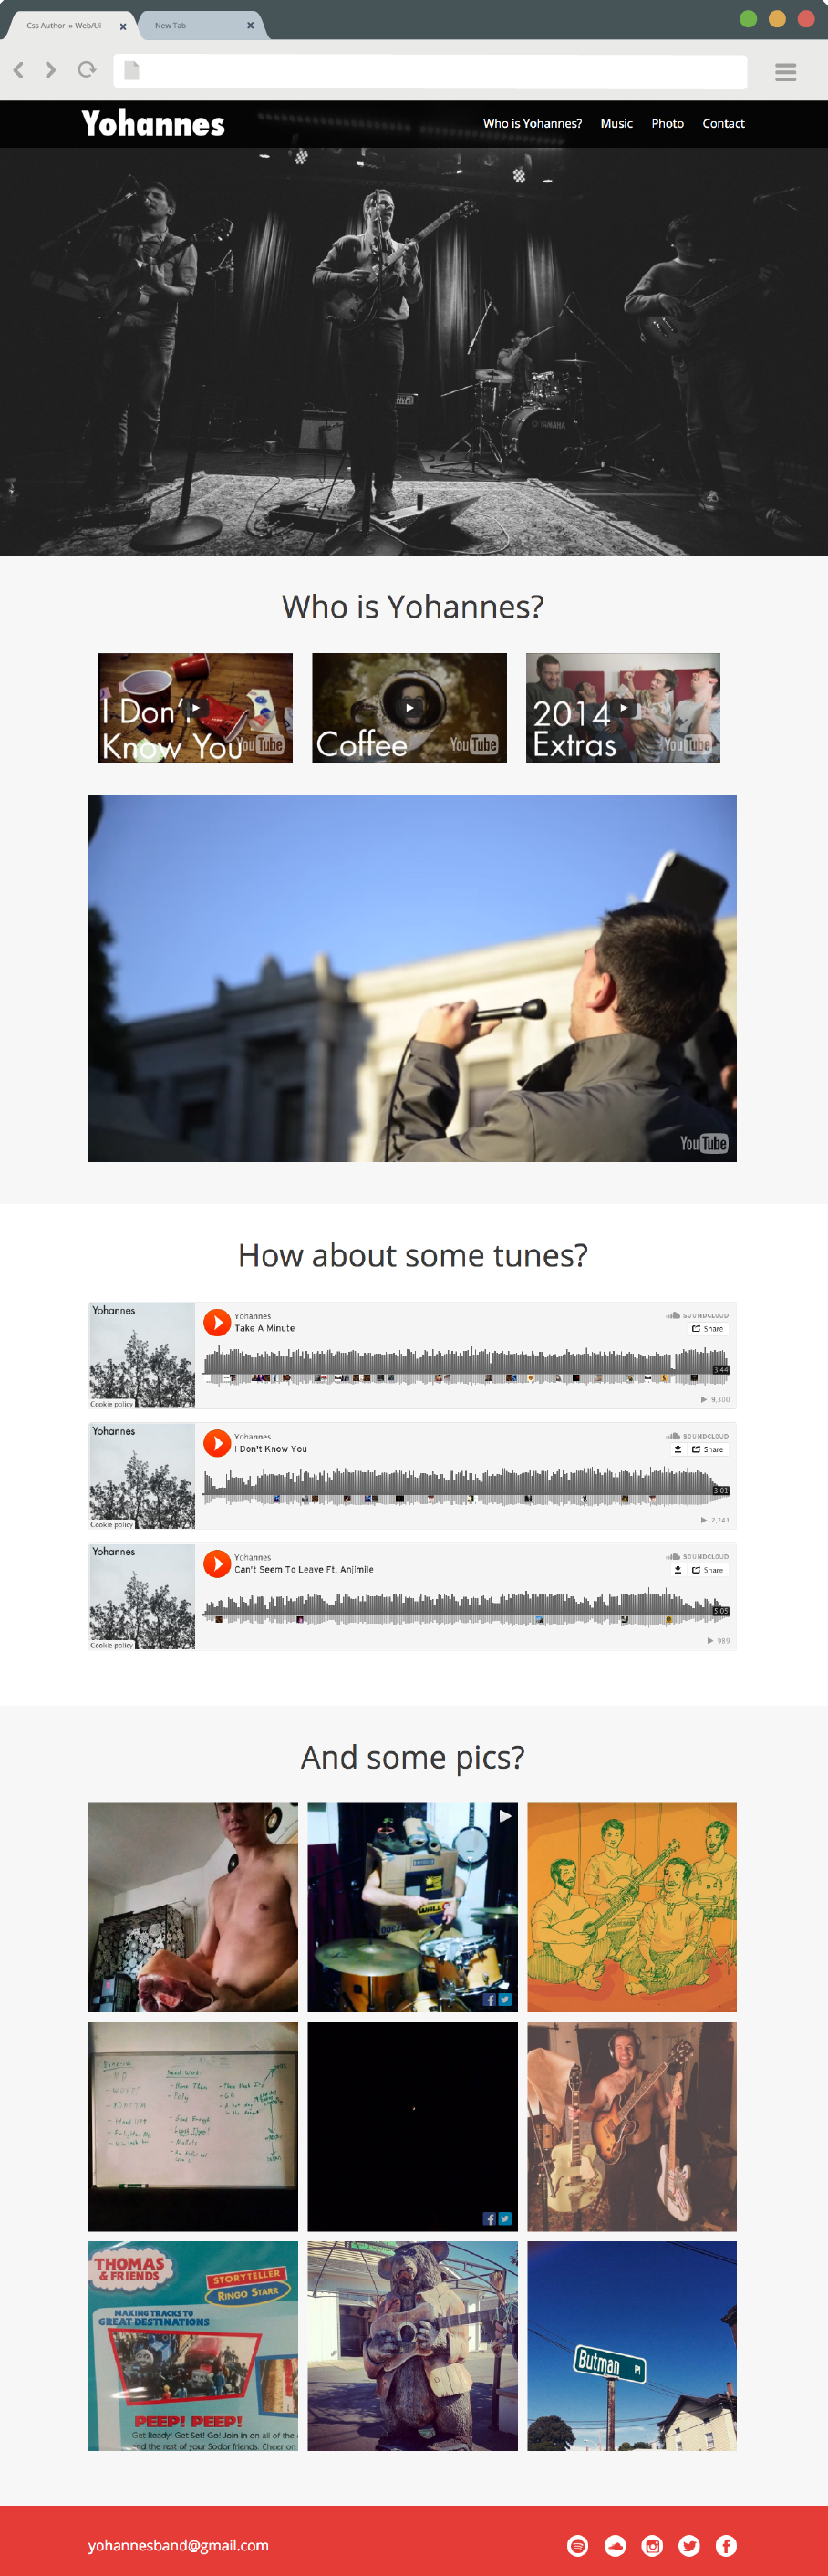 Css Author » Web/UI
New Tab
Yohannes
Who is Yohannes? Music Photo Contact
YAMAHA
Who is Yohannes?
I Don't
Know You
YouTube
Coffee
YouTube
2014
Extras
YouTube
YouTube
How about some tunes?
Yohannes
Cookie policy
Yohannes
Take A Minute
SOUNDCLOUD
Share
3:44
9,300
Yohannes
Cookie policy
Yohannes
I Don't Know You
SOUNDCLOUD
Share
3:01
2,241
Yohannes
Cookie policy
Yohannes
Can't Seem To Leave Ft. Anjimile
SOUNDCLOUD
Share
5:05
989
And some pics?
THOMAS
& FRIENDS
STORYTELLER
RINGO STARR
MAKING TRACKS TO
GREAT DESTINATIONS
PEEP! PEEP!
Get Ready! Get Set! Go! Join in on all of the
and the rest of your Sodor friends. Cheer on
Butman Pl
yohannesband@gmail.com